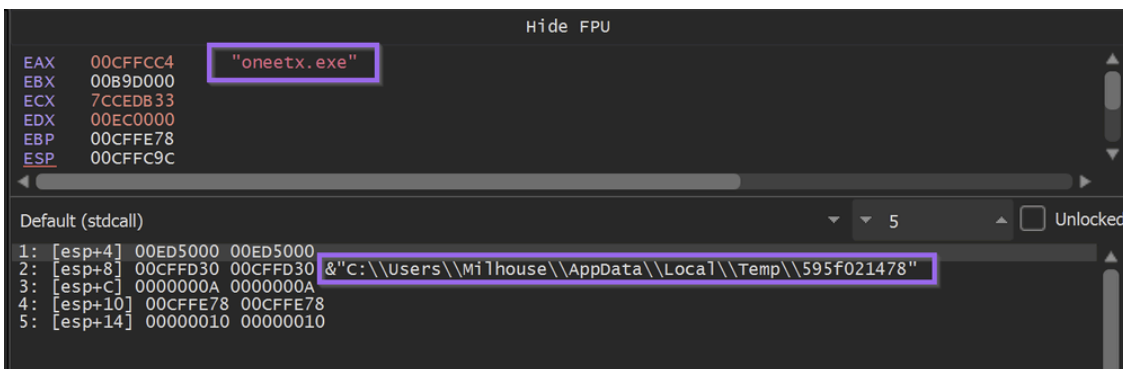 Hide FPU
EAX 00CFFCC4 "oneetx.exe"
EBX 00B9D000
ECX 7CCEDB33
EDX 00EC0000
EBP 00CFFE78
ESP 00CFFC9C
Default (stdcall) 5 Unlocked
1: [esp+4] 00ED5000 00ED5000
2: [esp+8] 00CFFD30 00CFFD30 &"C:\\Users\\Milhouse\\AppData\\Local\\Temp\\595f021478"
3: [esp+C] 0000000A 0000000A
4: [esp+10] 00CFFE78 00CFFE78
5: [esp+14] 00000010 00000010